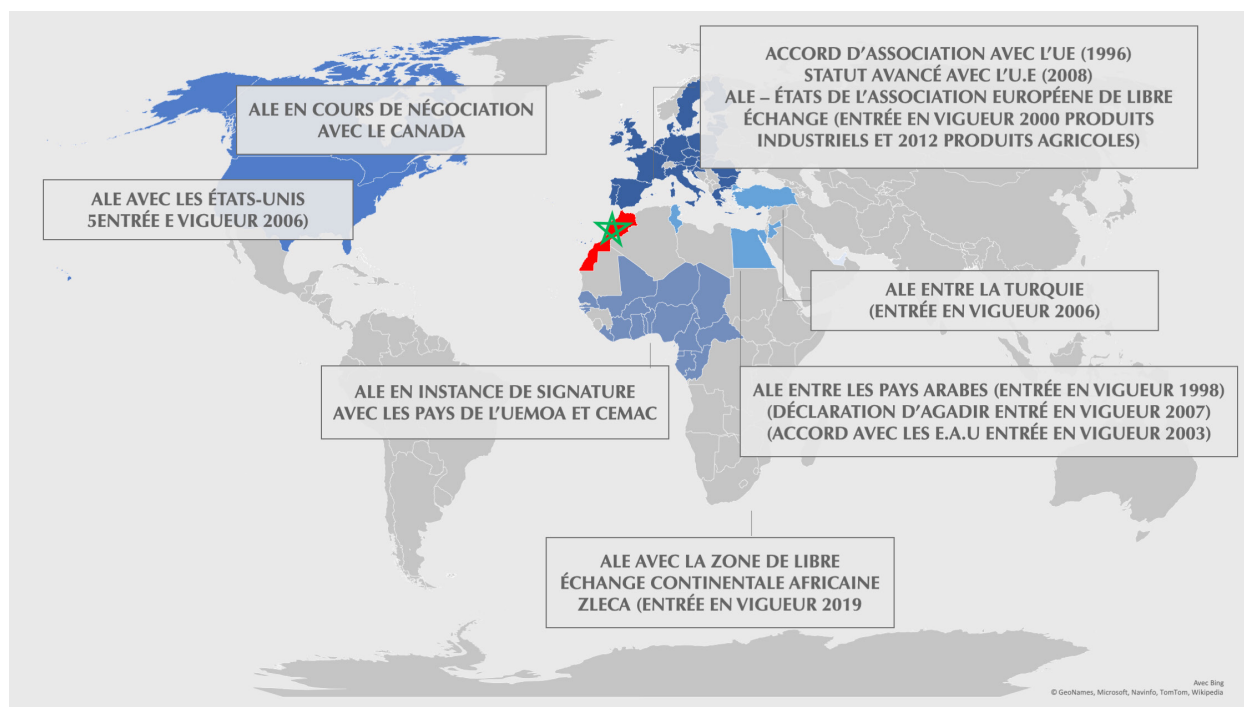 ACCORD D'ASSOCIATION AVEC L'UE (1996)
STATUT AVANCÉ AVEC L'U.E (2008)
ALE – ÉTATS DE L'ASSOCIATION EUROPÉENE DE LIBRE
ÉCHANGE (ENTRÉE EN VIGUEUR 2000 PRODUITS
INDUSTRIELS ET 2012 PRODUITS AGRICOLES)
ALE EN COURS DE NÉGOCIATION
AVEC LE CANADA
ALE AVEC LES ÉTATS-UNIS
5ENTRÉE E VIGUEUR 2006)
ALE ENTRE LA TURQUIE
(ENTRÉE EN VIGUEUR 2006)
ALE EN INSTANCE DE SIGNATURE
AVEC LES PAYS DE L'UEMOA ET CEMAC
ALE ENTRE LES PAYS ARABES (ENTRÉE EN VIGUEUR 1998)
(DÉCLARATION D'AGADIR ENTRÉ EN VIGUEUR 2007)
(ACCORD AVEC LES E.A.U ENTRÉE EN VIGUEUR 2003)
ALE AVEC LA ZONE DE LIBRE
ÉCHANGE CONTINENTALE AFRICAINE
ZLECA (ENTRÉE EN VIGUEUR 2019
Avec Bing
© GeoNames, Microsoft, Navinfo, TomTom, Wikipedia